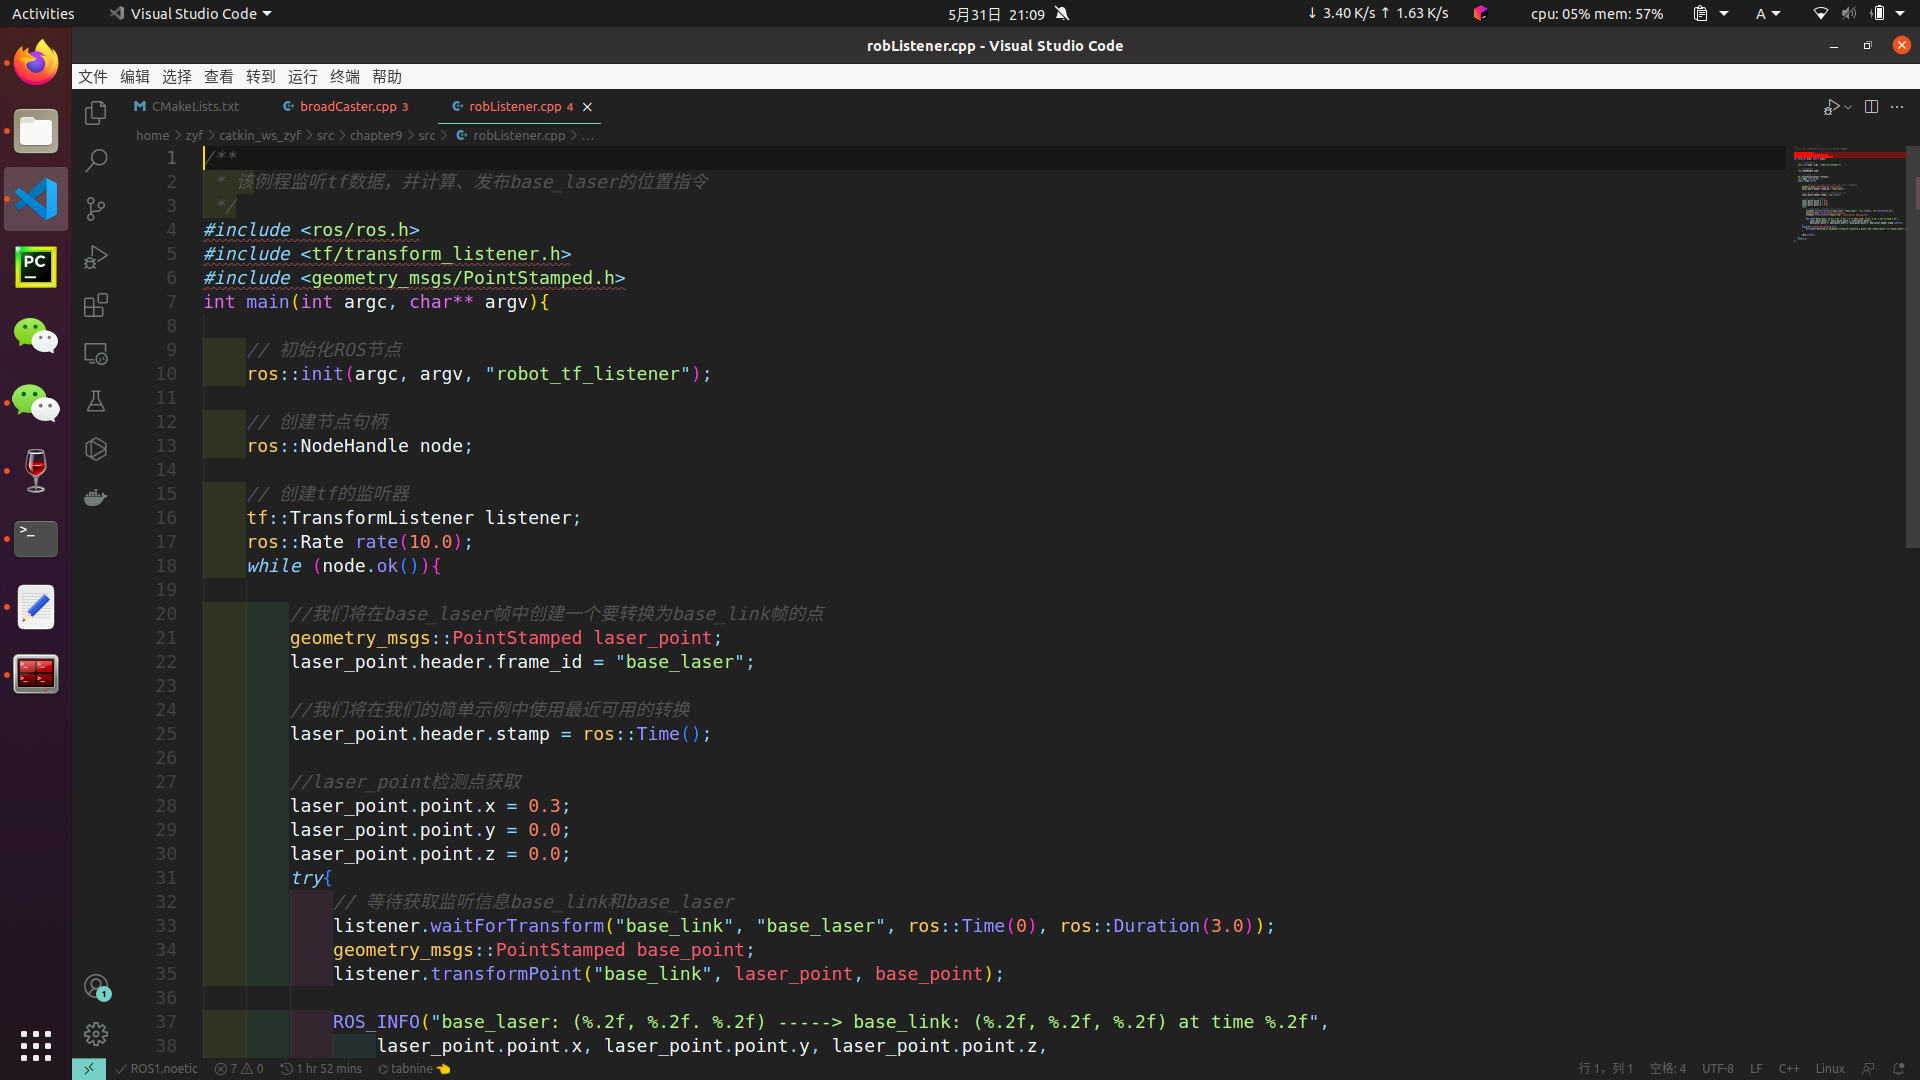 Activities
Visual Studio Code
5月31日 21:09
↓ 3.40 K/s ↑ 1.63 K/s
cpu: 05% mem: 57%
A
robListener.cpp - Visual Studio Code
文件 编辑 选择 查看 转到 运行 终端 帮助
CMakeLists.txt
broadCaster.cpp 3
robListener.cpp 4
home > zyf > catkin_ws_zyf > src > chapter9 > src > robListener.cpp > ...
1 /**
2 * 该例程监听tf数据，并计算、发布base_laser的位置指令
3 */
4 #include <ros/ros.h>
5 #include <tf/transform_listener.h>
6 #include <geometry_msgs/PointStamped.h>
7 int main(int argc, char** argv){
8
9 // 初始化ROS节点
10 ros::init(argc, argv, "robot_tf_listener");
11
12 // 创建节点句柄
13 ros::NodeHandle node;
14
15 // 创建tf的监听器
16 tf::TransformListener listener;
17 ros::Rate rate(10.0);
18 while (node.ok()){
19
20 //我们将在base_laser帧中创建一个要转换为base_link帧的点
21 geometry_msgs::PointStamped laser_point;
22 laser_point.header.frame_id = "base_laser";
23
24 //我们将在我们的简单示例中使用最近可用的转换
25 laser_point.header.stamp = ros::Time();
26
27 //laser_point检测点获取
28 laser_point.point.x = 0.3;
29 laser_point.point.y = 0.0;
30 laser_point.point.z = 0.0;
31 try{
32 // 等待获取监听信息base_link和base_laser
33 listener.waitForTransform("base_link", "base_laser", ros::Time(0), ros::Duration(3.0));
34 geometry_msgs::PointStamped base_point;
35 listener.transformPoint("base_link", laser_point, base_point);
36
37 ROS_INFO("base_laser: (%.2f, %.2f. %.2f) -----> base_link: (%.2f, %.2f, %.2f) at time %.2f",
38 laser_point.point.x, laser_point.point.y, laser_point.point.z,
PC
1
ROS1.noetic
7 0
1 hr 52 mins
tabnine
行 1，列 1
空格: 4
UTF-8
LF
C++
Linux